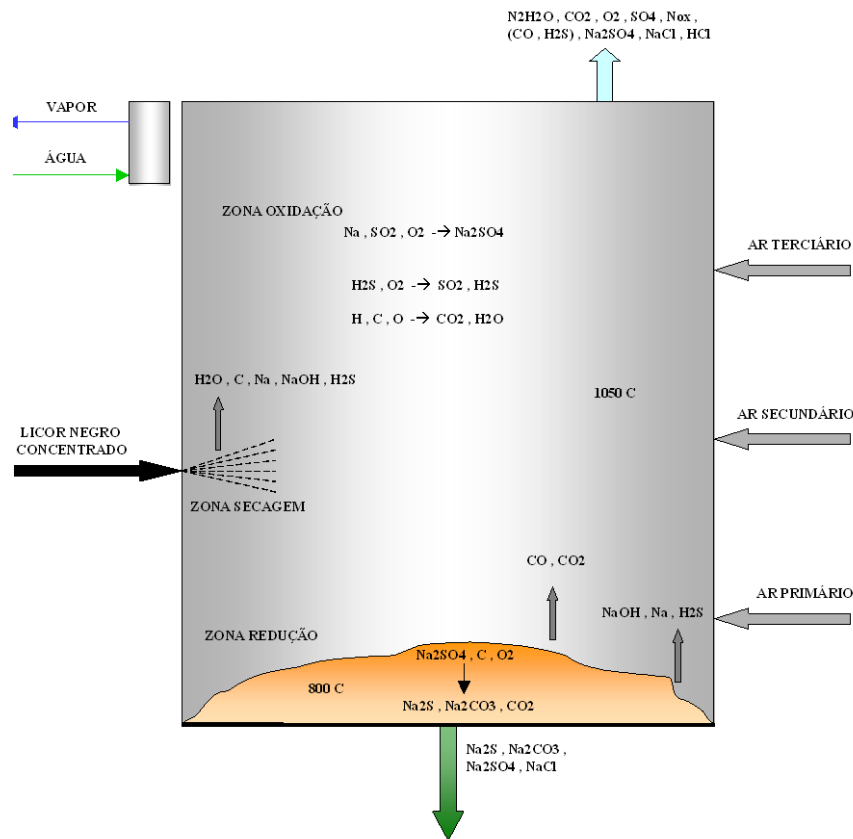 N2H2O , CO2 , O2 , SO4 , Nox ,
(CO , H2S) , Na2SO4 , NaCl , HCl
VAPOR
ÁGUA
ZONA OXIDAÇÃO
Na , SO2 , O2 -→ Na2SO4
AR TERCIÁRIO
H2S , O2 -→ SO2 , H2S
H , C , O -→ CO2 , H2O
H2O , C , Na , NaOH , H2S
1050 C
AR SECUNDÁRIO
LICOR NEGRO
CONCENTRADO
ZONA SECAGEM
CO , CO2
AR PRIMÁRIO
NaOH , Na , H2S
ZONA REDUÇÃO
Na2SO4 , C , O2
800 C
Na2S , Na2CO3 , CO2
Na2S , Na2CO3 ,
Na2SO4 , NaCl